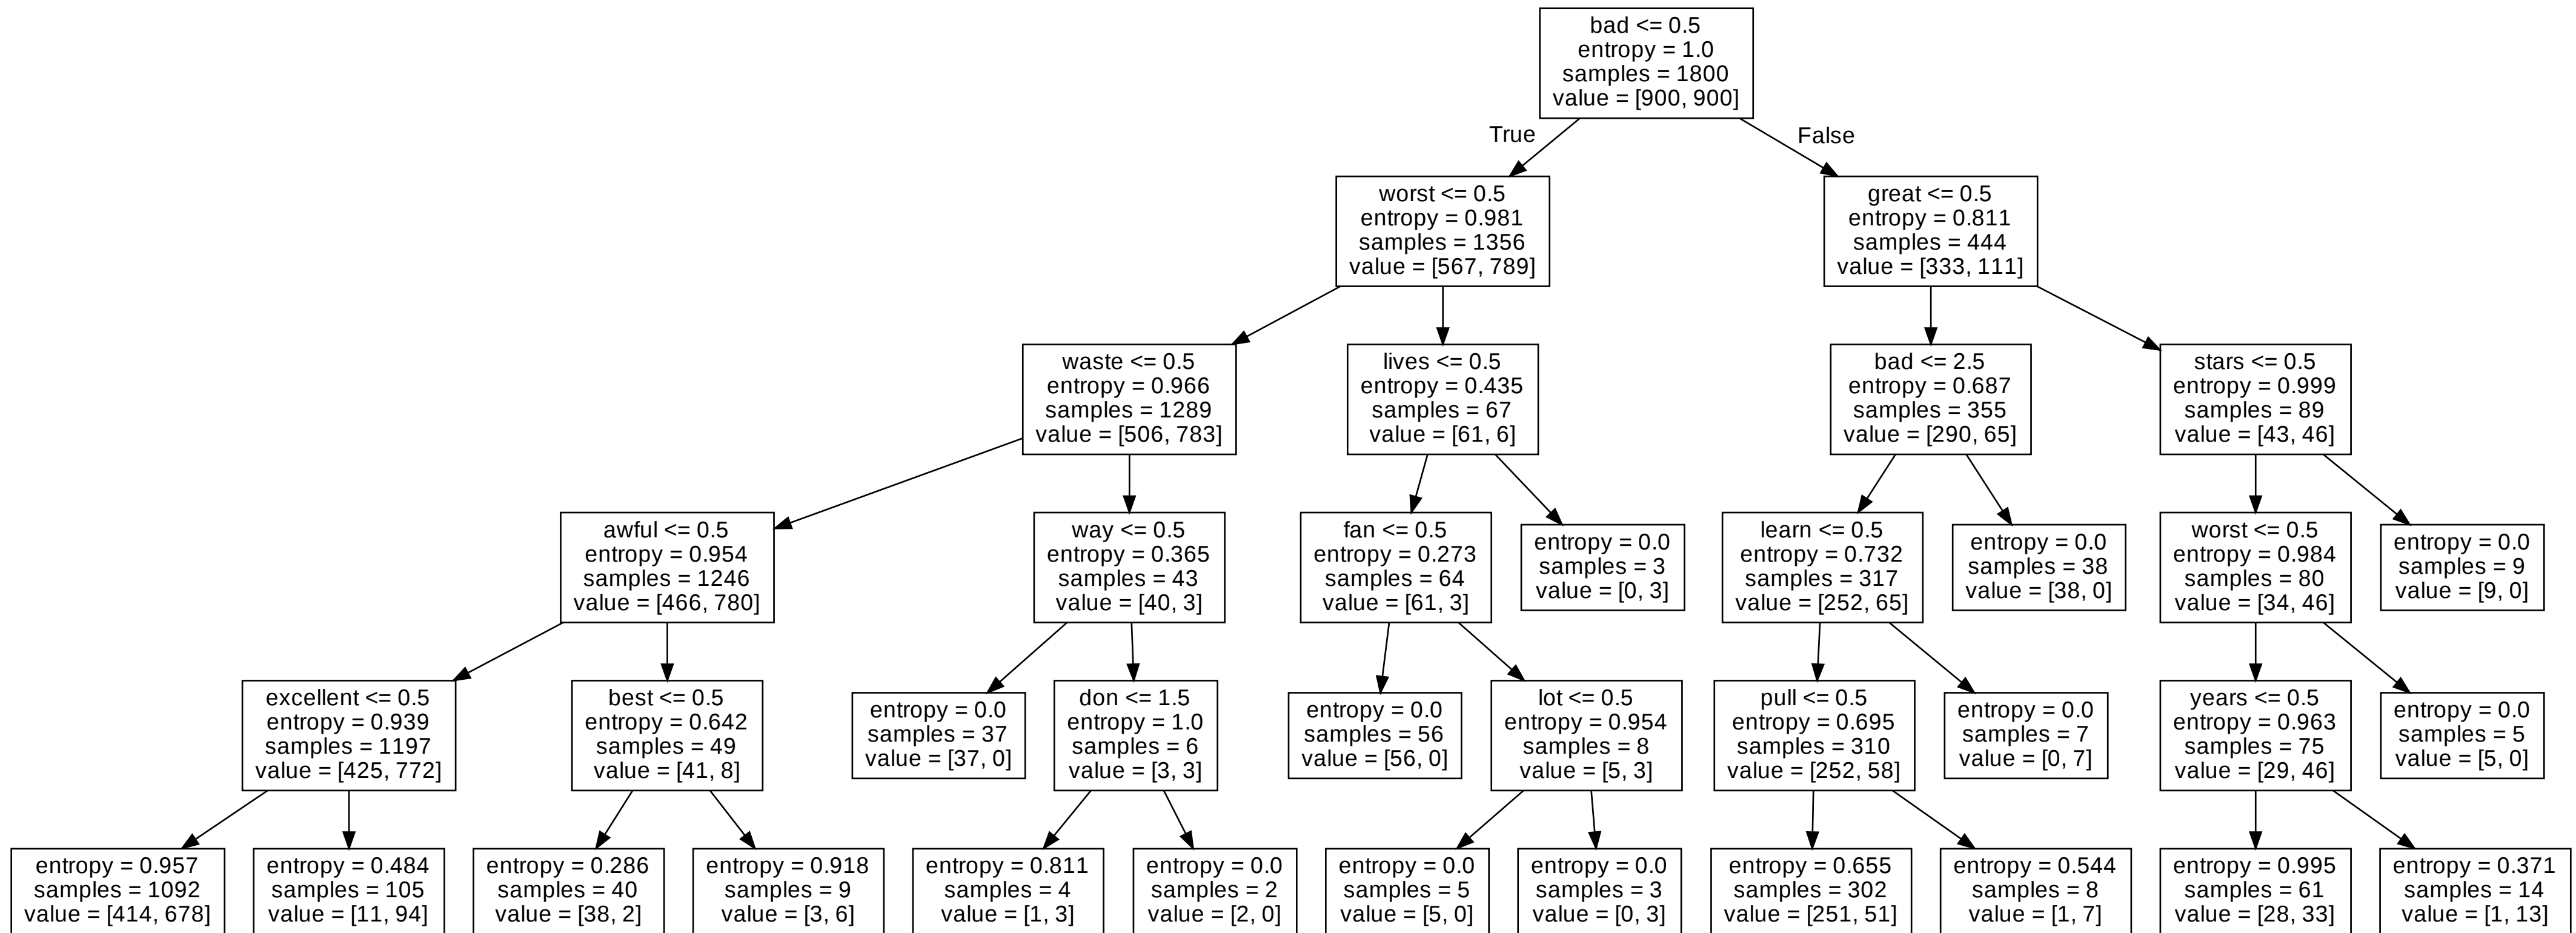 bad <= 0.5
entropy = 1.0
samples = 1800
value = [900, 900]
True
False
worst <= 0.5
entropy = 0.981
samples = 1356
value = [567, 789]
great <= 0.5
entropy = 0.811
samples = 444
value = [333, 111]
waste <= 0.5
entropy = 0.966
samples = 1289
value = [506, 783]
lives <= 0.5
entropy = 0.435
samples = 67
value = [61, 6]
bad <= 2.5
entropy = 0.687
samples = 355
value = [290, 65]
stars <= 0.5
entropy = 0.999
samples = 89
value = [43, 46]
awful <= 0.5
entropy = 0.954
samples = 1246
value = [466, 780]
way <= 0.5
entropy = 0.365
samples = 43
value = [40, 3]
fan <= 0.5
entropy = 0.273
samples = 64
value = [61, 3]
entropy = 0.0
samples = 3
value = [0, 3]
learn <= 0.5
entropy = 0.732
samples = 317
value = [252, 65]
entropy = 0.0
samples = 38
value = [38, 0]
worst <= 0.5
entropy = 0.984
samples = 80
value = [34, 46]
entropy = 0.0
samples = 9
value = [9, 0]
excellent <= 0.5
entropy = 0.939
samples = 1197
value = [425, 772]
best <= 0.5
entropy = 0.642
samples = 49
value = [41, 8]
entropy = 0.0
samples = 37
value = [37, 0]
don <= 1.5
entropy = 1.0
samples = 6
value = [3, 3]
entropy = 0.0
samples = 56
value = [56, 0]
lot <= 0.5
entropy = 0.954
samples = 8
value = [5, 3]
pull <= 0.5
entropy = 0.695
samples = 310
value = [252, 58]
entropy = 0.0
samples = 7
value = [0, 7]
years <= 0.5
entropy = 0.963
samples = 75
value = [29, 46]
entropy = 0.0
samples = 5
value = [5, 0]
entropy = 0.957
samples = 1092
value = [414, 678]
entropy = 0.484
samples = 105
value = [11, 94]
entropy = 0.286
samples = 40
value = [38, 2]
entropy = 0.918
samples = 9
value = [3, 6]
entropy = 0.811
samples = 4
value = [1, 3]
entropy = 0.0
samples = 2
value = [2, 0]
entropy = 0.0
samples = 5
value = [5, 0]
entropy = 0.0
samples = 3
value = [0, 3]
entropy = 0.655
samples = 302
value = [251, 51]
entropy = 0.544
samples = 8
value = [1, 7]
entropy = 0.995
samples = 61
value = [28, 33]
entropy = 0.371
samples = 14
value = [1, 13]